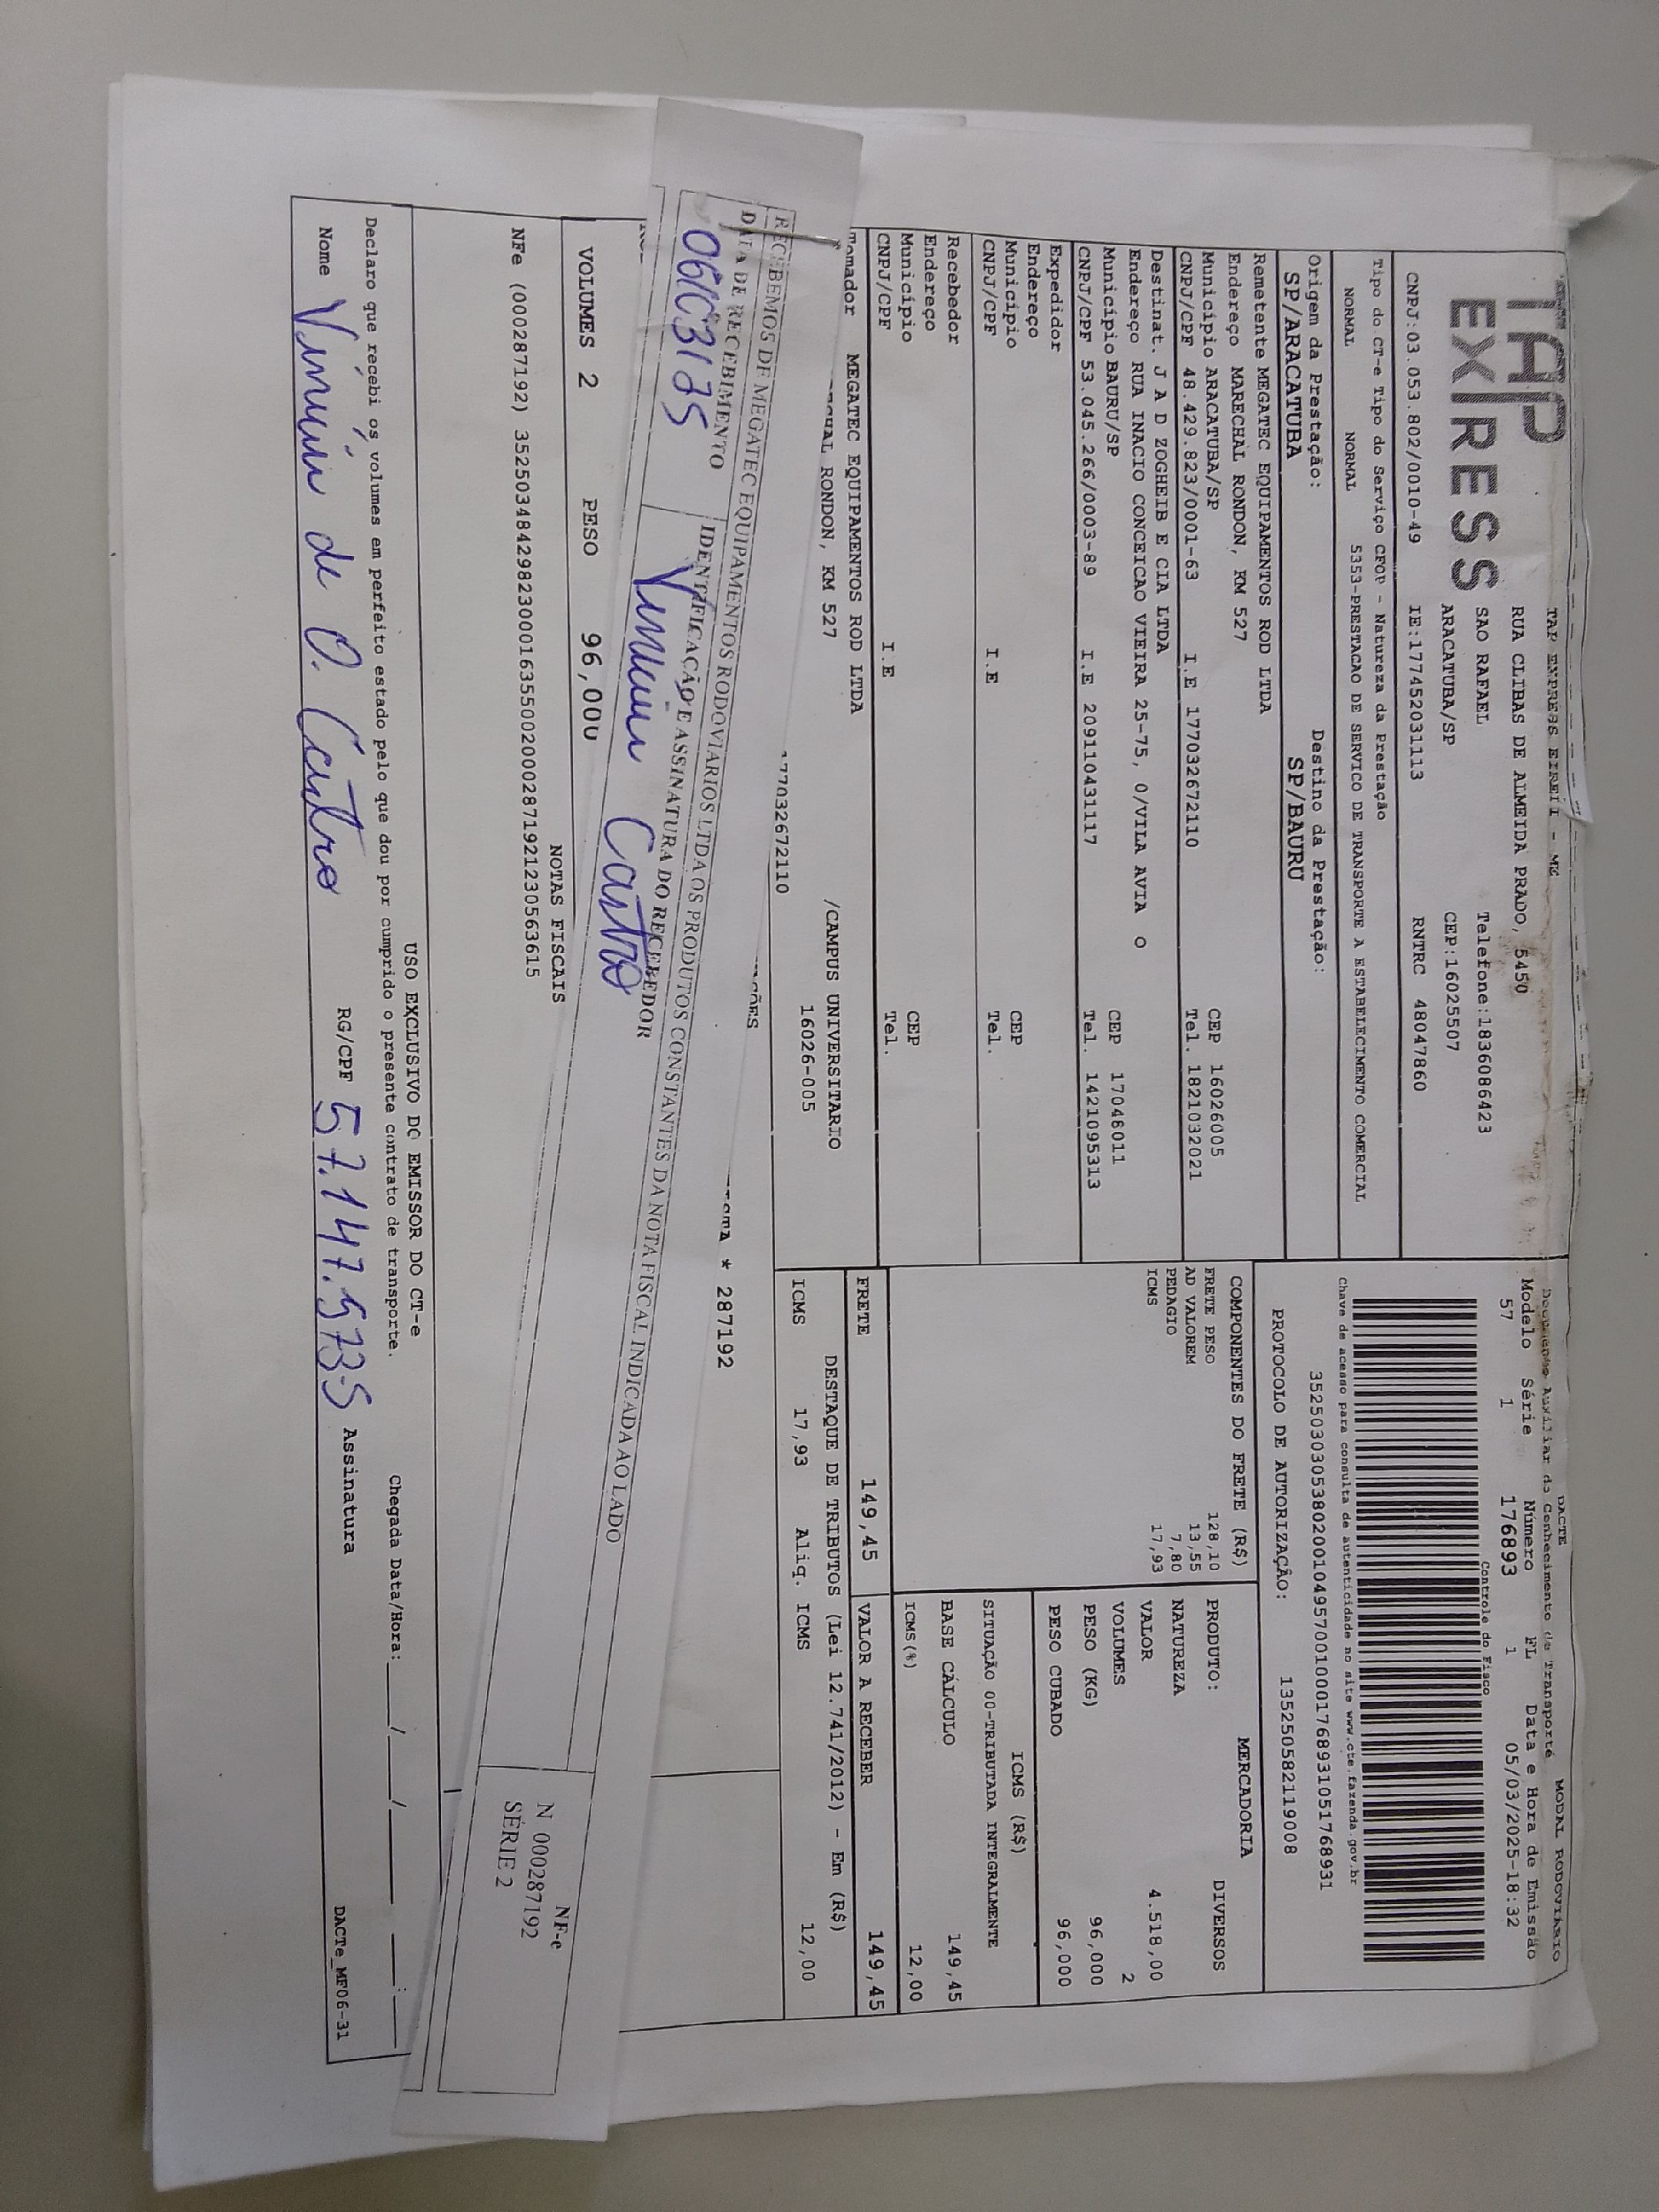 TAP EXPRESS
TAP EXPRESS EIRELI - ME
RUA CLIBAS DE ALMEIDA PRADO, 5450
SAO RAFAEL Telefone:1836086423
ARACATUBA/SP CEP:16025507
CNPJ:03.053.802/0010-49 IE:177452031113 RNTRC 48047860
DACTE MODAL RODOVIÁRIO
Documento Auxiliar do Conhecimento de Transporte
Modelo Série Número FL Data e Hora de Emissão
57 1 176893 1 05/03/2025-18:32
Controle do Fisco
Tipo do CT-e Tipo do Serviço CFOP - Natureza da Prestação
NORMAL NORMAL 5353-PRESTACAO DE SERVICO DE TRANSPORTE A ESTABELECIMENTO COMERCIAL
Chave de acesso para consulta de autenticidade no site www.cte.fazenda.gov.br
35250303053802001049570010001768931051768931
Origem da Prestação: Destino da Prestação:
SP/ARACATUBA SP/BAURU
PROTOCOLO DE AUTORIZAÇÃO: 135250582119008
Remetente MEGATEC EQUIPAMENTOS ROD LTDA
Endereço MARECHAL RONDON, KM 527
Município ARACATUBA/SP CEP 16026005
CNPJ/CPF 48.429.823/0001-63 I.E 177032672110 Tel. 1821032021
Destinat. J A D ZOGHEIB E CIA LTDA
Endereço RUA INACIO CONCEICAO VIEIRA 25-75, 0/VILA AVIA O
Município BAURU/SP CEP 17046011
CNPJ/CPF 53.045.266/0003-89 I.E 209110431117 Tel. 1421095313
Expedidor
Endereço
Município CEP
CNPJ/CPF I.E Tel.
Recebedor
Endereço
Município CEP
CNPJ/CPF I.E Tel.
Tomador MEGATEC EQUIPAMENTOS ROD LTDA
RONDON, KM 527 /CAMPUS UNIVERSITARIO
16026-005
177032672110
COMPONENTES DO FRETE (R$)
FRETE PESO 128,10
AD VALOREM 13,55
PEDAGIO 7,80
ICMS 17,93
MERCADORIA
PRODUTO: DIVERSOS
NATUREZA
VALOR 4.518,00
VOLUMES 2
PESO (KG) 96,000
PESO CUBADO 96,000
ICMS (R$)
SITUAÇÃO 00-TRIBUTADA INTEGRALMENTE
BASE CÁLCULO 149,45
ICMS(%) 12,00
FRETE 149,45 VALOR A RECEBER 149,45
DESTAQUE DE TRIBUTOS (Lei 12.741/2012) - Em (R$)
ICMS 17,93 Aliq. ICMS 12,00
* 287192
RECEBEMOS DE MEGATEC EQUIPAMENTOS RODOVIARIOS LTDA OS PRODUTOS CONSTANTES DA NOTA FISCAL INDICADA AO LADO
DATA DE RECEBIMENTO IDENTIFICAÇÃO E ASSINATURA DO RECEBEDOR
Vinicius Castro
NF-e
N 000287192
SÉRIE 2
VOLUMES 2 PESO 96,000
NOTAS FISCAIS
NFe (000287192) 35250348429823000163550020002871921230563615
USO EXCLUSIVO DO EMISSOR DO CT-e
Declaro que recebi os volumes em perfeito estado pelo que dou por cumprido o presente contrato de transporte. Chegada Data/Hora:___/___/___ __:__
Nome Vinícius de O. Castro RG/CPF 57.147.573-5 Assinatura
DACTe_MF06-31